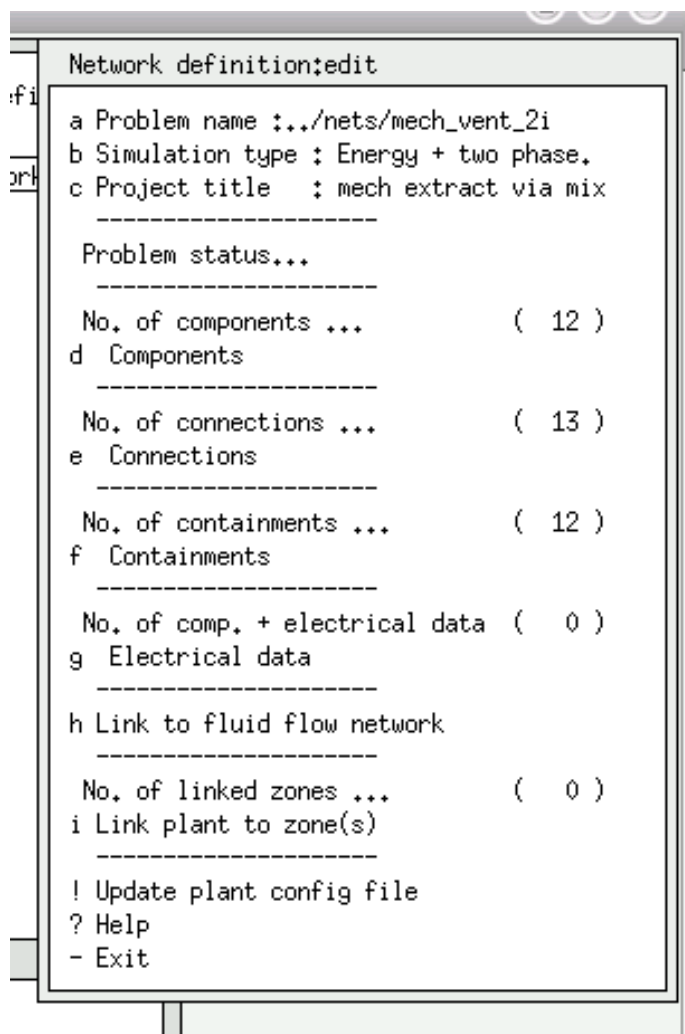 Network definition:edit
efi
ork
a Problem name :../nets/mech_vent_2i
b Simulation type : Energy + two phase.
c Project title   : mech extract via mix
---------------------
Problem status...
---------------------
No. of components ...          (  12 )
d  Components
---------------------
No. of connections ...         (  13 )
e  Connections
---------------------
No. of containments ...        (  12 )
f  Containments
---------------------
No. of comp. + electrical data (   0 )
g  Electrical data
---------------------
h Link to fluid flow network
---------------------
No. of linked zones ...        (   0 )
i Link plant to zone(s)
---------------------
! Update plant config file
? Help
- Exit